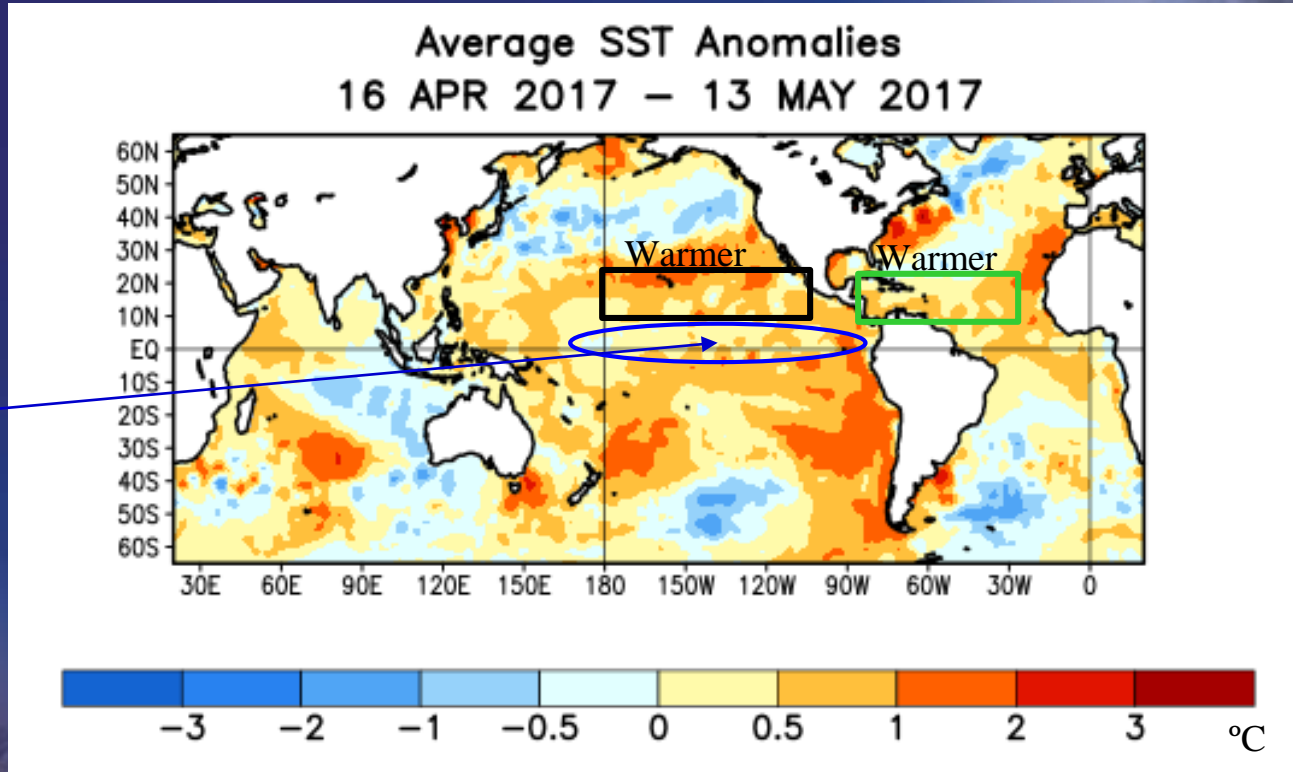 Average SST Anomalies
16 APR 2017 – 13 MAY 2017
60N
50N
40N
30N
20N
10N
EQ
10S
20S
30S
40S
50S
60S
Warmer
Warmer
30E 60E 90E 120E 150E 180 150W 120W 90W 60W 30W 0
-3 -2 -1 -0.5 0 0.5 1 2 3 ºC